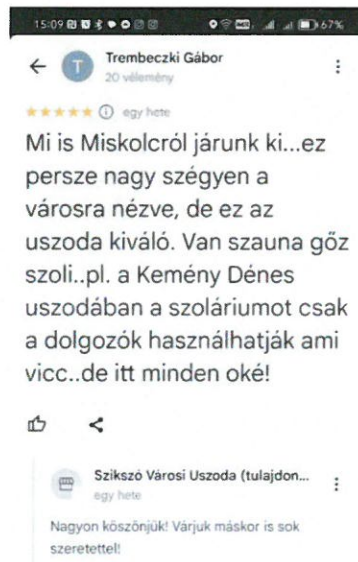 15:09 67%
Trembeczki Gábor
T
20 vélemény
egy hete
Mi is Miskolcról járunk ki...ez
persze nagy szégyen a
városra nézve, de ez az
uszoda kiváló. Van szauna gőz
szoli..pl. a Kemény Dénes
uszodában a szoláriumot csak
a dolgozók használhatják ami
vicc..de itt minden oké!
Szikszó Városi Uszoda (tulajdon...
egy hete
Nagyon köszönjük! Várjuk máskor is sok
szeretettel!